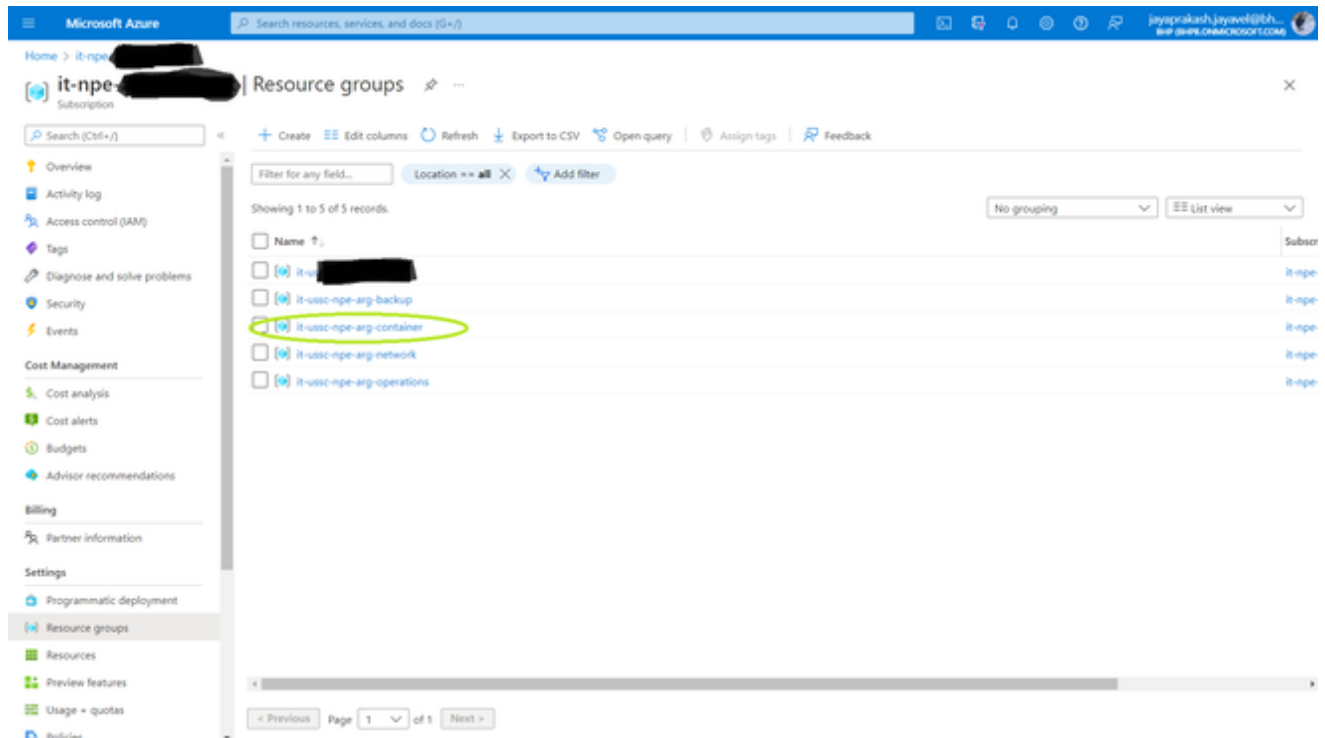 Microsoft Azure
Search resources, services, and docs (G+/)
jayaprakash.jayavel@bh...
BHP (BHPB.ONMICROSOFT.COM)
Home > it-npe
it-npe- | Resource groups ...
Subscription
Search (Ctrl+/)
Create Edit columns Refresh Export to CSV Open query Assign tags Feedback
Overview
Activity log
Access control (IAM)
Tags
Diagnose and solve problems
Security
Events
Cost Management
Cost analysis
Cost alerts
Budgets
Advisor recommendations
Billing
Partner information
Settings
Programmatic deployment
Resource groups
Resources
Preview features
Usage + quotas
Policies
Filter for any field...
Location == all
Add filter
Showing 1 to 5 of 5 records.
No grouping
List view
Name Subscr
it-us it-npe-
it-ussc-npe-arg-backup it-npe-
it-ussc-npe-arg-container it-npe-
it-ussc-npe-arg-network it-npe-
it-ussc-npe-arg-operations it-npe-
< Previous Page 1 of 1 Next >